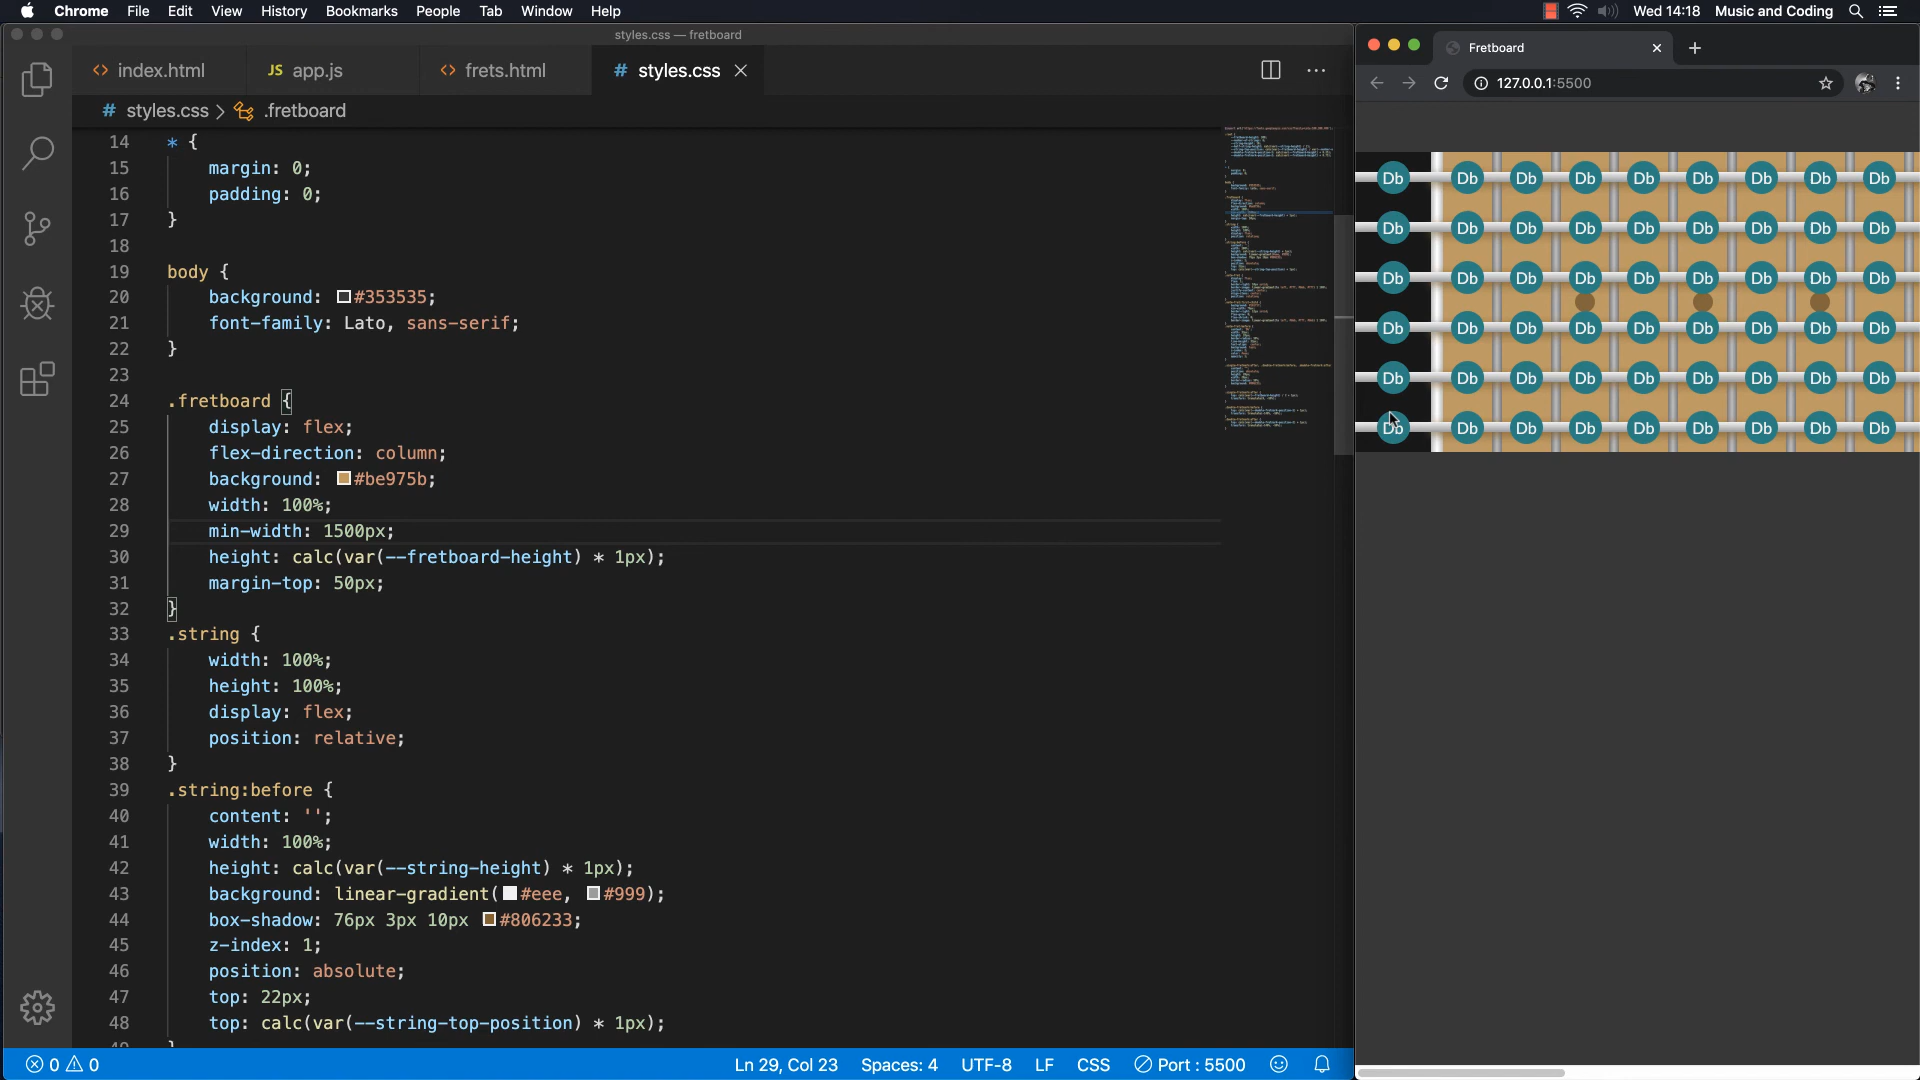 Chrome File Edit View History Bookmarks People Tab Window Help Wed 14:18 Music and Coding
styles.css — fretboard
index.html JS app.js frets.html # styles.css
# styles.css > .fretboard
14 * {
15 margin: 0;
16 padding: 0;
17 }
18
19 body {
20 background: #353535;
21 font-family: Lato, sans-serif;
22 }
23
24 .fretboard {
25 display: flex;
26 flex-direction: column;
27 background: #be975b;
28 width: 100%;
29 min-width: 1500px;
30 height: calc(var(--fretboard-height) * 1px);
31 margin-top: 50px;
32 }
33 .string {
34 width: 100%;
35 height: 100%;
36 display: flex;
37 position: relative;
38 }
39 .string:before {
40 content: '';
41 width: 100%;
42 height: calc(var(--string-height) * 1px);
43 background: linear-gradient(#eee, #999);
44 box-shadow: 76px 3px 10px #806233;
45 z-index: 1;
46 position: absolute;
47 top: 22px;
48 top: calc(var(--string-top-position) * 1px);
0 0 Ln 29, Col 23 Spaces: 4 UTF-8 LF CSS Port : 5500
Fretboard
127.0.0.1:5500
Db Db Db Db Db Db Db Db Db
Db Db Db Db Db Db Db Db Db
Db Db Db Db Db Db Db Db Db
Db Db Db Db Db Db Db Db Db
Db Db Db Db Db Db Db Db Db
Db Db Db Db Db Db Db Db Db